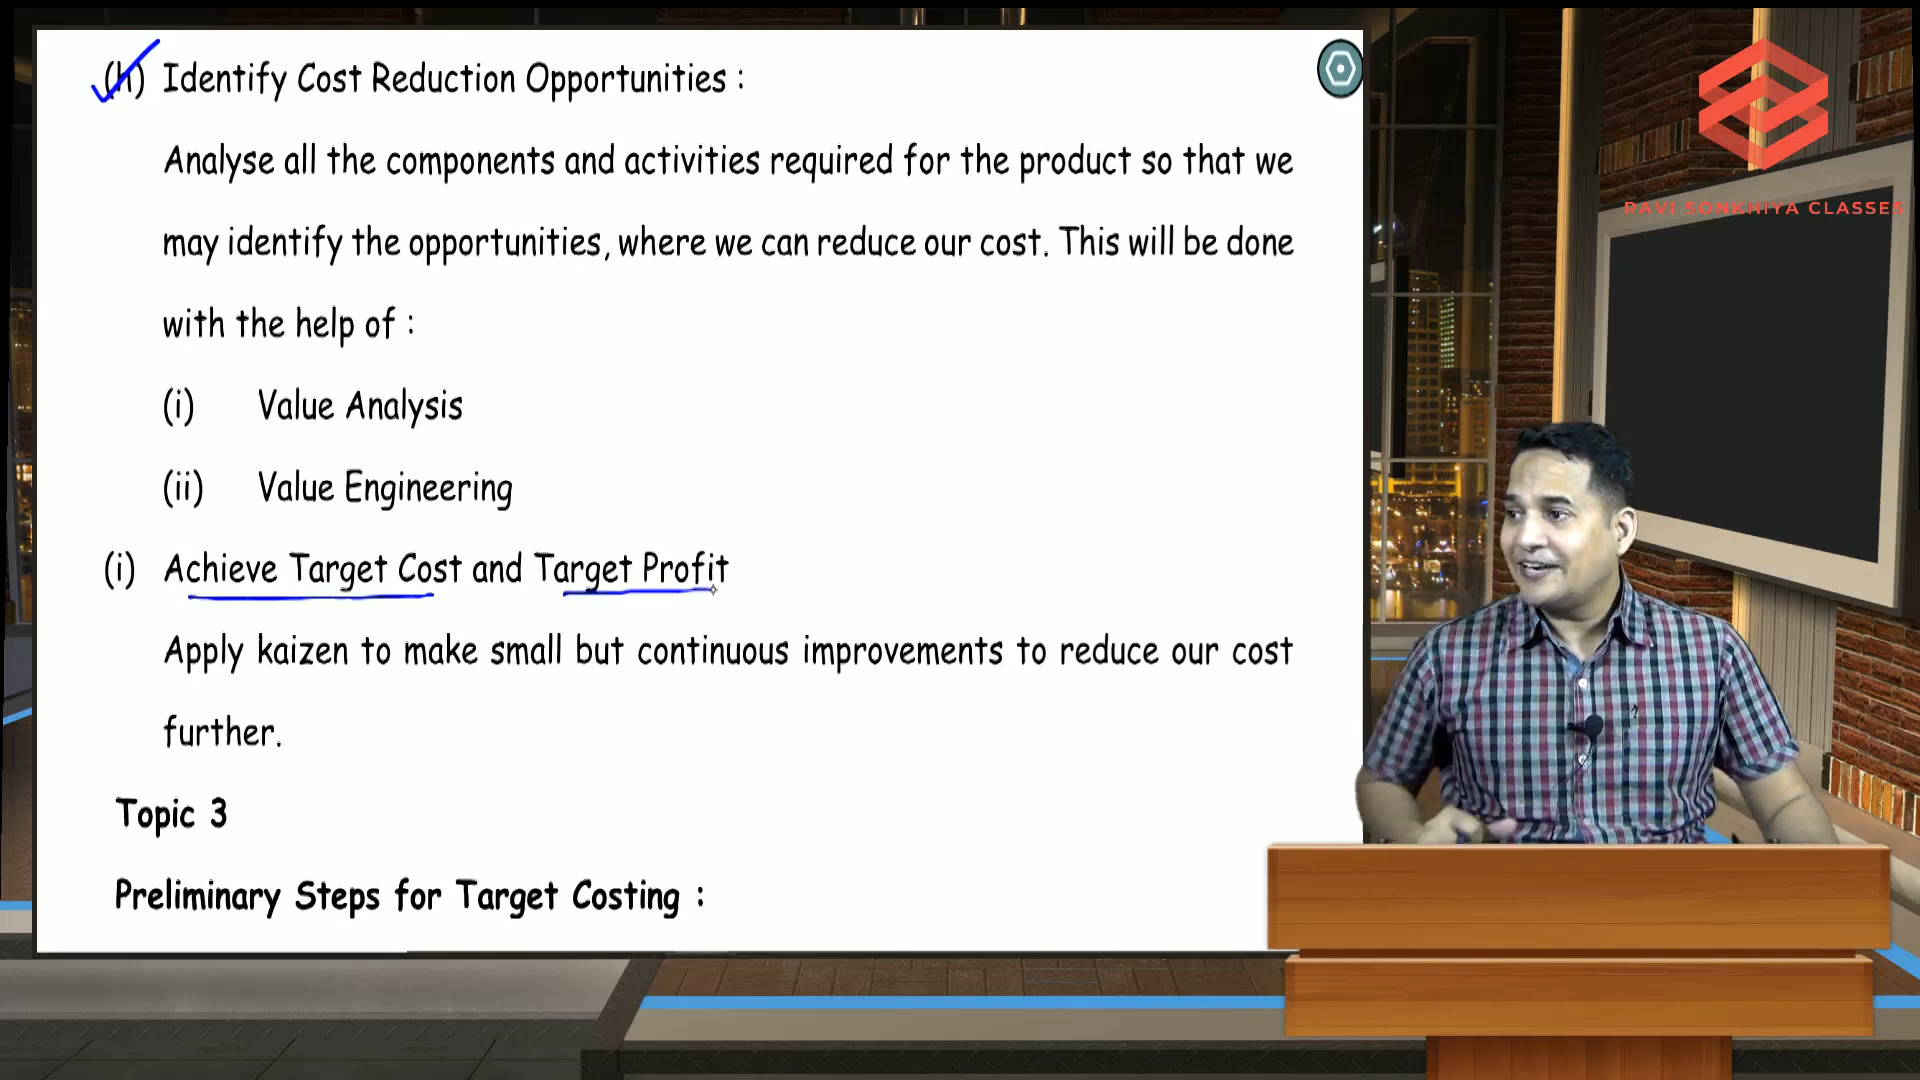 (h) Identify Cost Reduction Opportunities :
Analyse all the components and activities required for the product so that we
may identify the opportunities, where we can reduce our cost. This will be done
with the help of :
(i) Value Analysis
(ii) Value Engineering
(i) Achieve Target Cost and Target Profit
Apply kaizen to make small but continuous improvements to reduce our cost
further.
Topic 3
Preliminary Steps for Target Costing :
RAVI SONKHIYA CLASSES